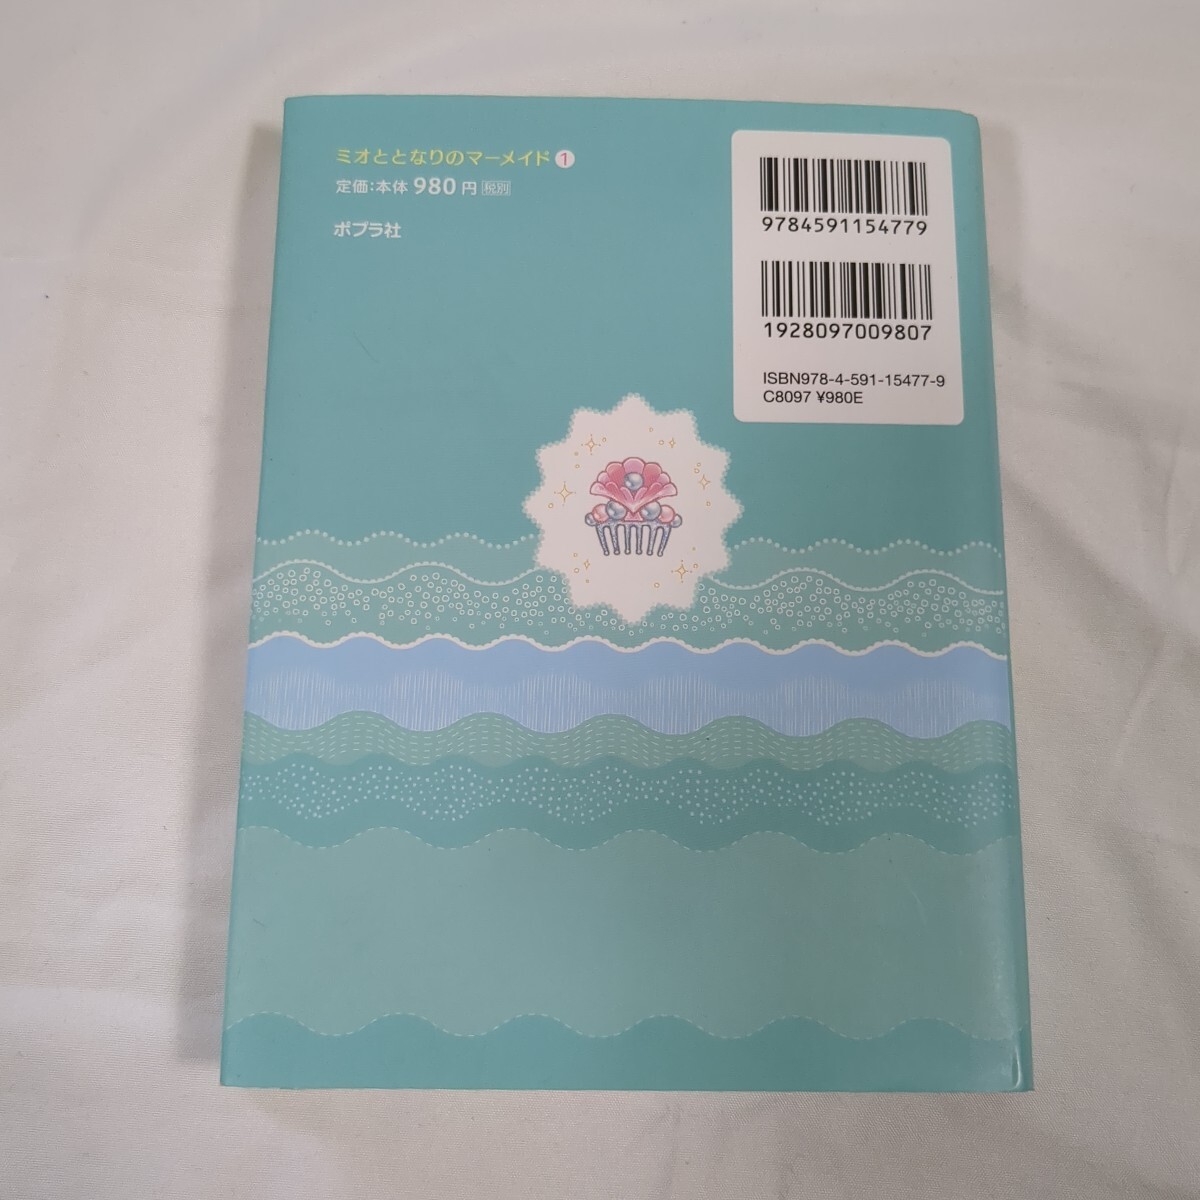 ミオととなりのマーメイド 1
定価:本体 980 円 税別
ポプラ社
9784591154779
1928097009807
ISBN978-4-591-15477-9
C8097 ¥980E